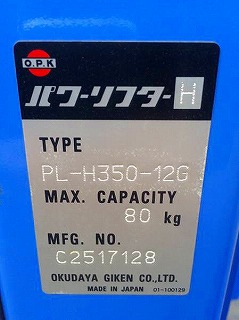 O.P.K
パワーリフターH
TYPE
PL-H350-12G
MAX. CAPACITY
80 kg
MFG. NO.
C2517128
OKUDAYA GIKEN CO.,LTD.
MADE IN JAPAN 01-100129